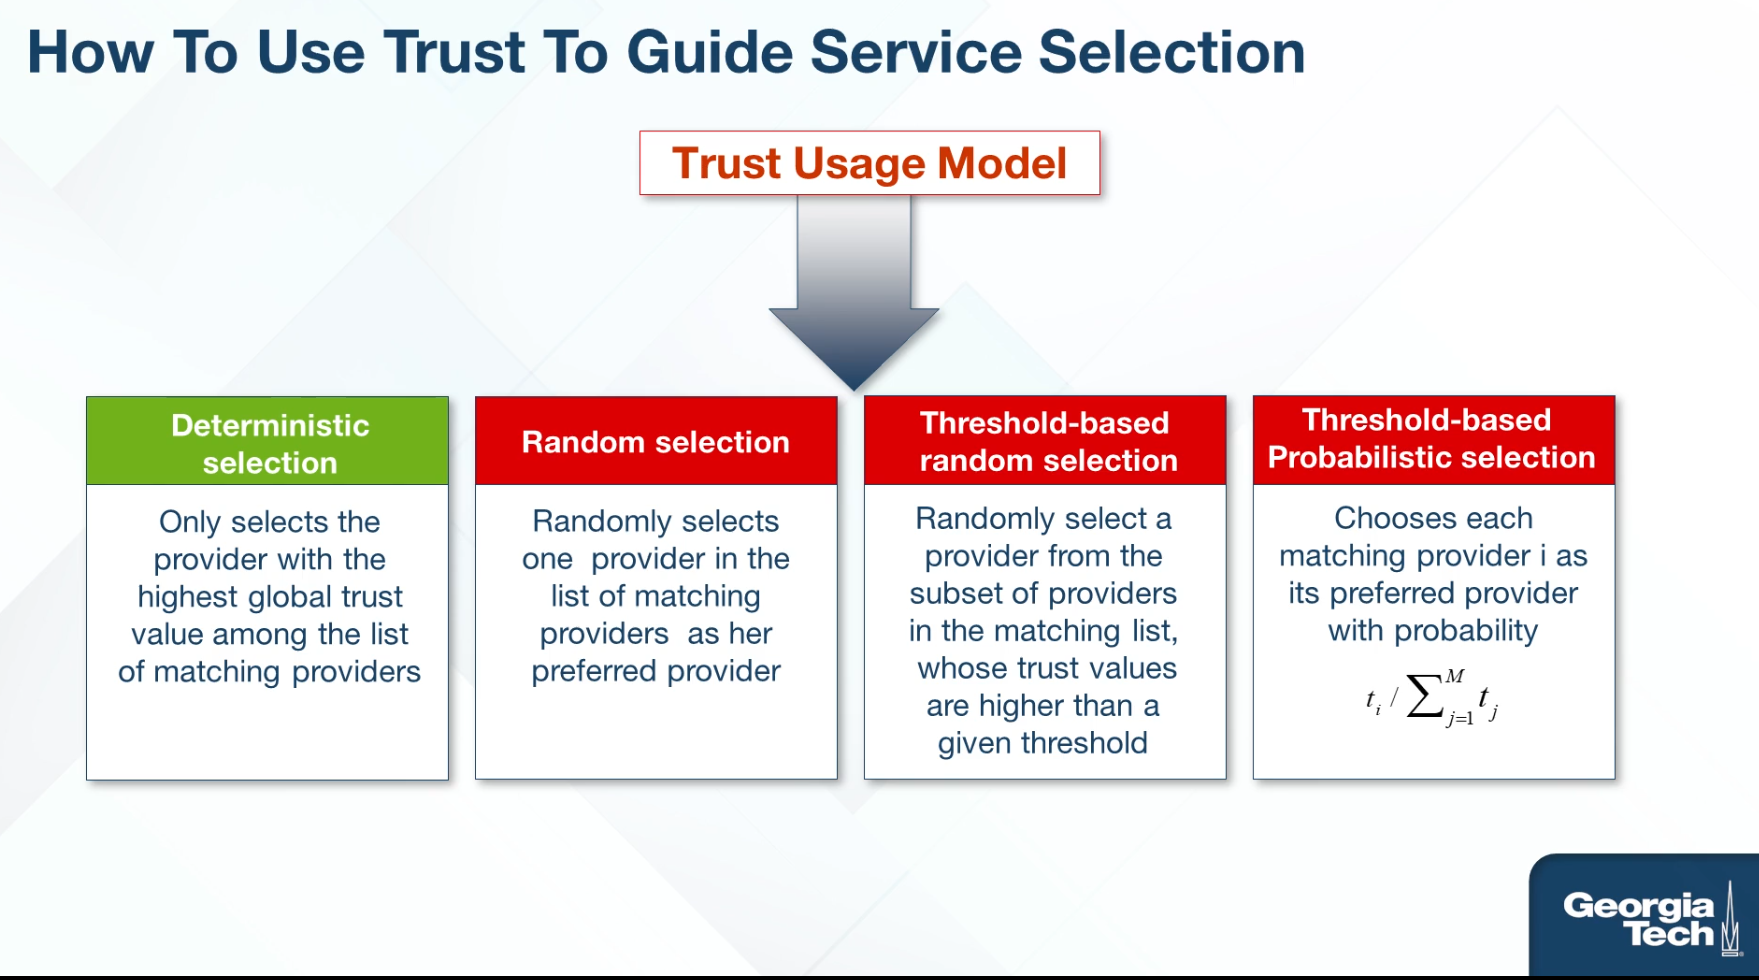 How To Use Trust To Guide Service Selection
Trust Usage Model
Deterministic
selection
Only selects the
provider with the
highest global trust
value among the list
of matching providers
Random selection
Randomly selects
one provider in the
list of matching
providers as her
preferred provider
Threshold-based
random selection
Randomly select a
provider from the
subset of providers
in the matching list,
whose trust values
are higher than a
given threshold
Threshold-based
Probabilistic selection
Chooses each
matching provider i as
its preferred provider
with probability
t_i / ∑_{j=1}^{M} t_j
Georgia
Tech